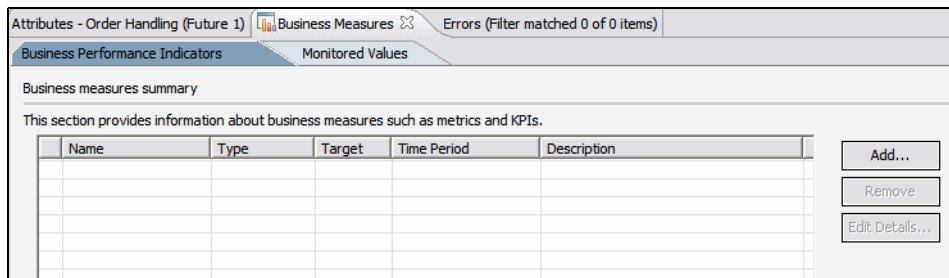 Attributes - Order Handling (Future 1) Business Measures Errors (Filter matched 0 of 0 items)
Business Performance Indicators Monitored Values
Business measures summary
This section provides information about business measures such as metrics and KPIs.
Name Type Target Time Period Description
Add...
Remove
Edit Details...